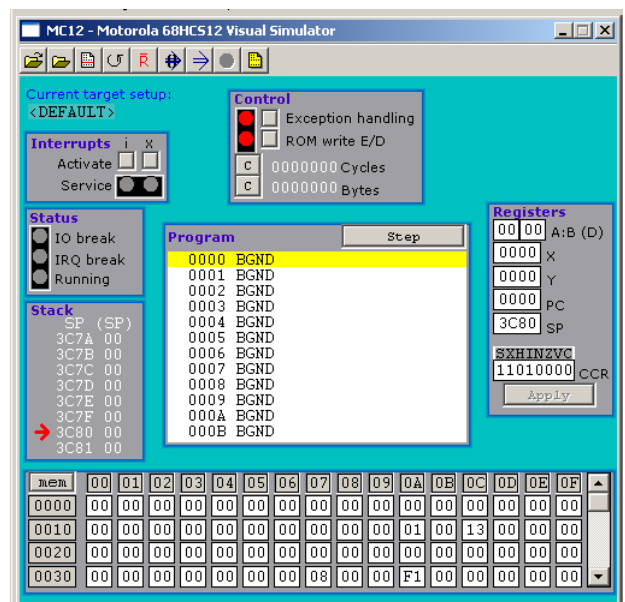 MC12 - Motorola 68HCS12 Visual Simulator
Current target setup:
<DEFAULT>
Control
Exception handling
ROM write E/D
C 0000000 Cycles
C 0000000 Bytes
Interrupts i x
Activate
Service
Status
IO break
IRQ break
Running
Program Step
0000 BGND
0001 BGND
0002 BGND
0003 BGND
0004 BGND
0005 BGND
0006 BGND
0007 BGND
0008 BGND
0009 BGND
000A BGND
000B BGND
Registers
00 00 A:B (D)
0000 X
0000 Y
0000 PC
3C80 SP
SXHINZVC
11010000 CCR
Apply
Stack
SP (SP)
3C7A 00
3C7B 00
3C7C 00
3C7D 00
3C7E 00
3C7F 00
3C80 00
3C81 00
mem 00 01 02 03 04 05 06 07 08 09 0A 0B 0C 0D 0E 0F
0000 00 00 00 00 00 00 00 00 00 00 00 00 00 00 00 00
0010 00 00 00 00 00 00 00 00 00 00 01 00 13 00 00 00
0020 00 00 00 00 00 00 00 00 00 00 00 00 00 00 00 00
0030 00 00 00 00 00 00 00 08 00 00 F1 00 00 00 00 00